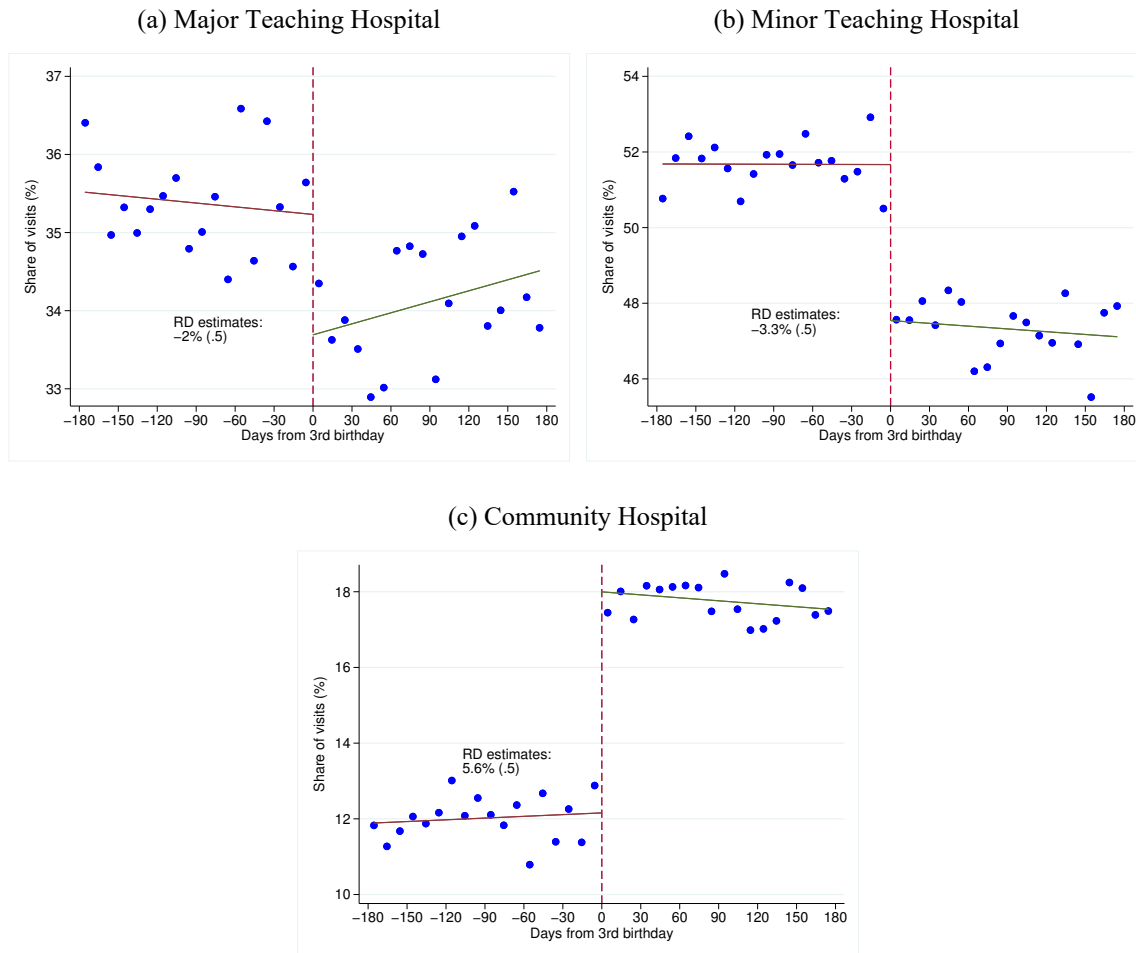 (a) Major Teaching Hospital
37
36
35
34
33
Share of visits (%)
RD estimates:
−2% (.5)
−180 −150 −120 −90 −60 −30 0 30 60 90 120 150 180
Days from 3rd birthday
(b) Minor Teaching Hospital
54
52
50
48
46
Share of visits (%)
RD estimates:
−3.3% (.5)
−180 −150 −120 −90 −60 −30 0 30 60 90 120 150 180
Days from 3rd birthday
(c) Community Hospital
18
16
14
12
10
Share of visits (%)
RD estimates:
5.6% (.5)
−180 −150 −120 −90 −60 −30 0 30 60 90 120 150 180
Days from 3rd birthday